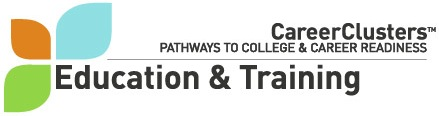 CareerClusters™
PATHWAYS TO COLLEGE & CAREER READINESS
Education & Training